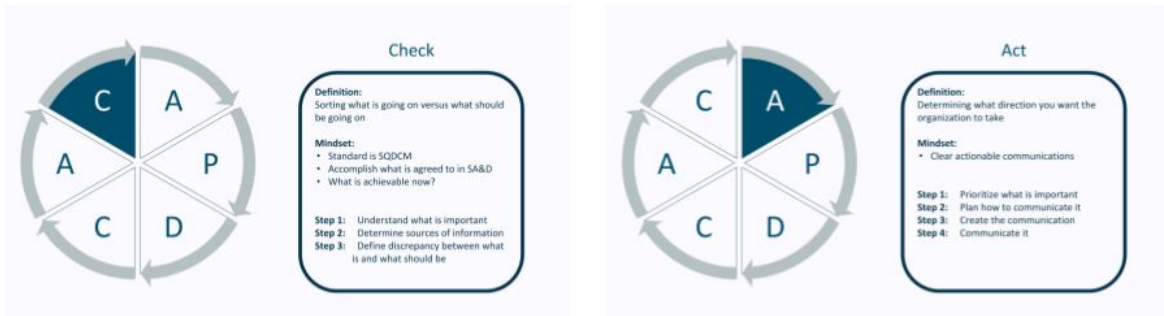 Check
C
A
P
D
C
A
Definition:
Sorting what is going on versus what should
be going on
Mindset:
• Standard is SQDCM
• Accomplish what is agreed to in SA&D
• What is achievable now?
Step 1: Understand what is important
Step 2: Determine sources of information
Step 3: Define discrepancy between what
is and what should be
Act
C
A
P
D
C
A
Definition:
Determining what direction you want the
organization to take
Mindset:
• Clear actionable communications
Step 1: Prioritize what is important
Step 2: Plan how to communicate it
Step 3: Create the communication
Step 4: Communicate it